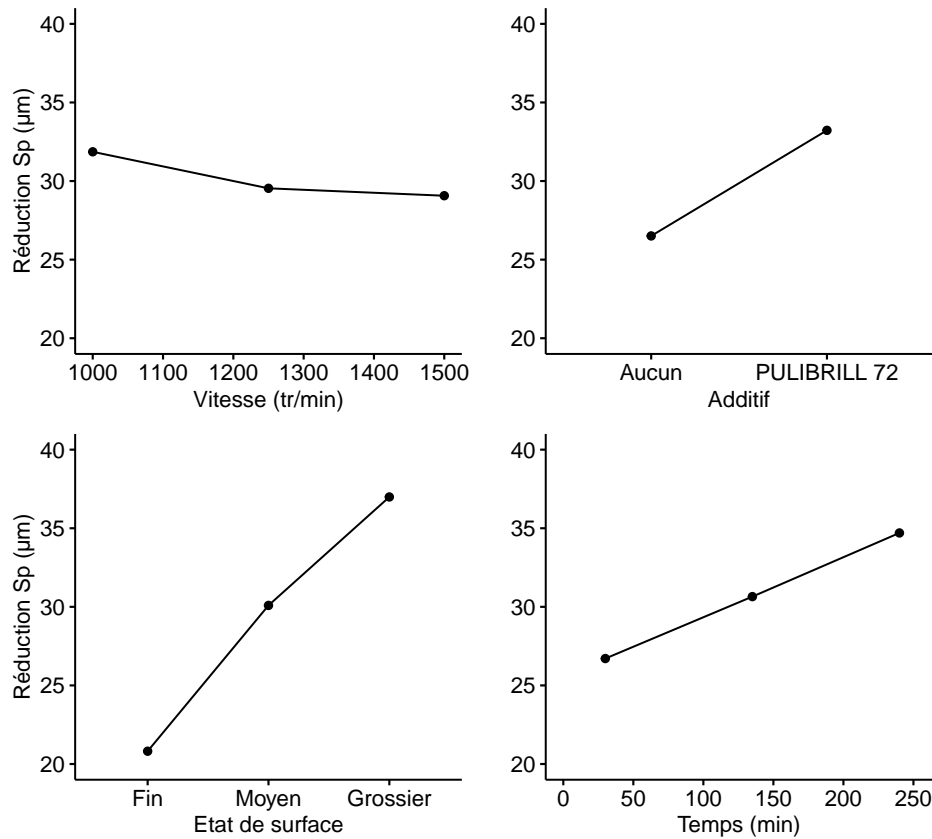 40
35
30
25
20
Réduction Sp (µm)
1000 1100 1200 1300 1400 1500
Vitesse (tr/min)
40
35
30
25
20
Aucun PULIBRILL 72
Additif
40
35
30
25
20
Réduction Sp (µm)
Fin Moyen Grossier
Etat de surface
40
35
30
25
20
0 50 100 150 200 250
Temps (min)